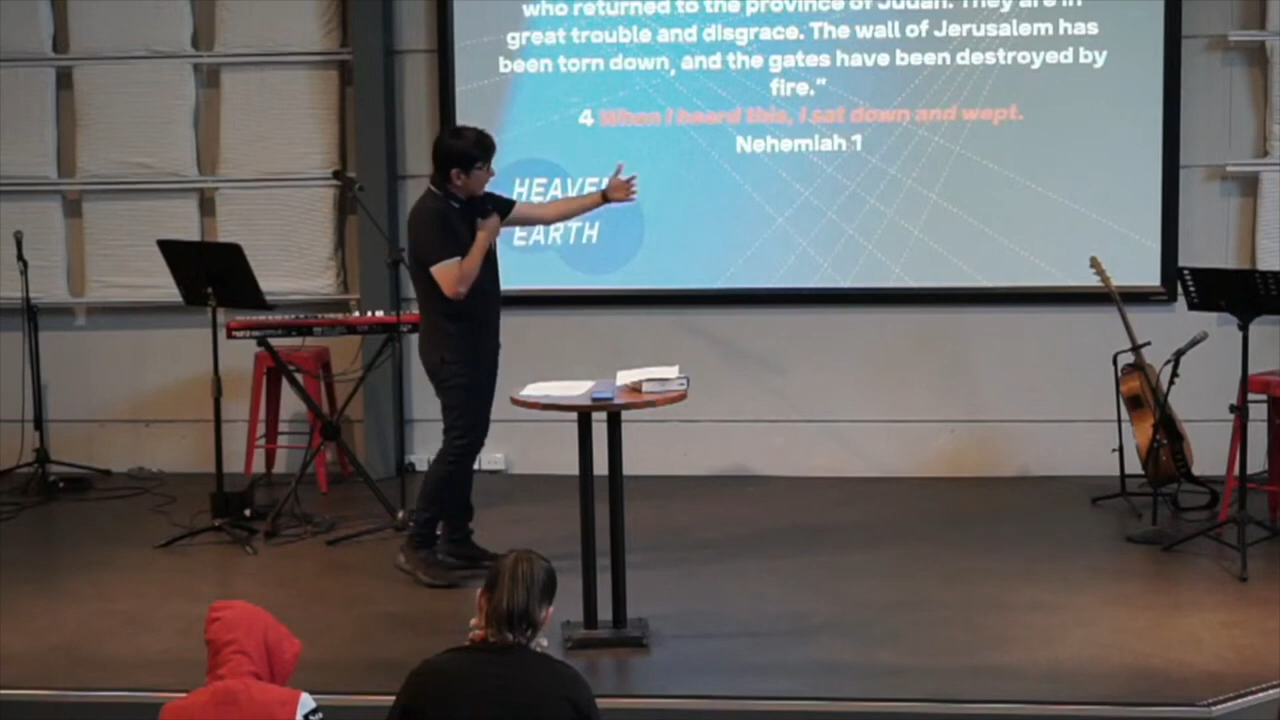 who returned to the province of Judah. They are in
great trouble and disgrace. The wall of Jerusalem has
been torn down, and the gates have been destroyed by
fire.”
4 When I heard this, I sat down and wept.
Nehemiah 1
HEAVEN
EARTH